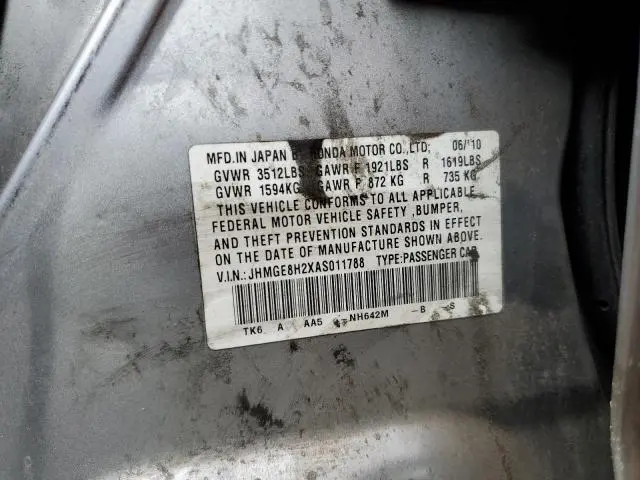 MFD.IN JAPAN B HONDA MOTOR CO.,LTD; 06/'10
GVWR 3512LBS GAWR F 1921LBS R 1619LBS
GVWR 1594KG GAWR F 872 KG R 735 KG
THIS VEHICLE CONFORMS TO ALL APPLICABLE
FEDERAL MOTOR VEHICLE SAFETY ,BUMPER,
AND THEFT PREVENTION STANDARDS IN EFFECT
ON THE DATE OF MANUFACTURE SHOWN ABOVE.
V.I.N.: JHMGE8H2XAS011788 TYPE:PASSENGER CAR
TK6 A AA5 NH642M -B S